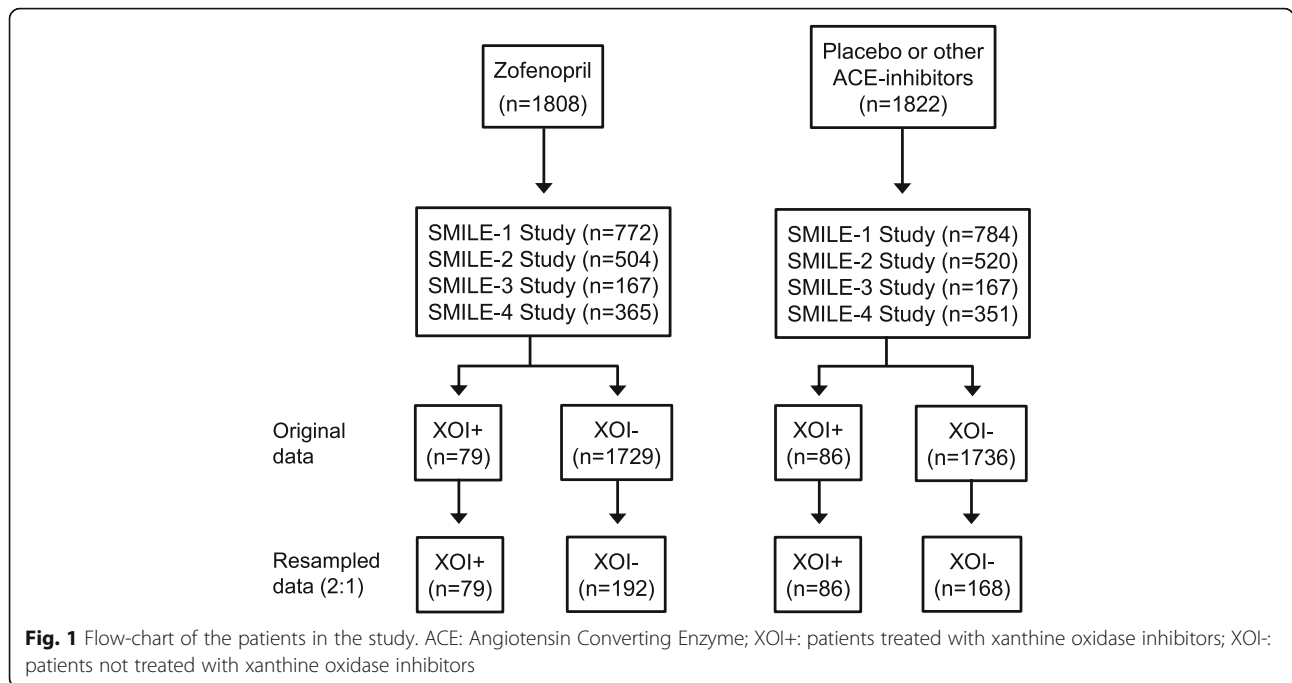 Zofenopril
(n=1808)
Placebo or other
ACE-inhibitors
(n=1822)
SMILE-1 Study (n=772)
SMILE-2 Study (n=504)
SMILE-3 Study (n=167)
SMILE-4 Study (n=365)
SMILE-1 Study (n=784)
SMILE-2 Study (n=520)
SMILE-3 Study (n=167)
SMILE-4 Study (n=351)
Original
data
XOI+
(n=79)
XOI-
(n=1729)
XOI+
(n=86)
XOI-
(n=1736)
Resampled
data (2:1)
XOI+
(n=79)
XOI-
(n=192)
XOI+
(n=86)
XOI-
(n=168)
Fig. 1 Flow-chart of the patients in the study. ACE: Angiotensin Converting Enzyme; XOI+: patients treated with xanthine oxidase inhibitors; XOI-:
patients not treated with xanthine oxidase inhibitors